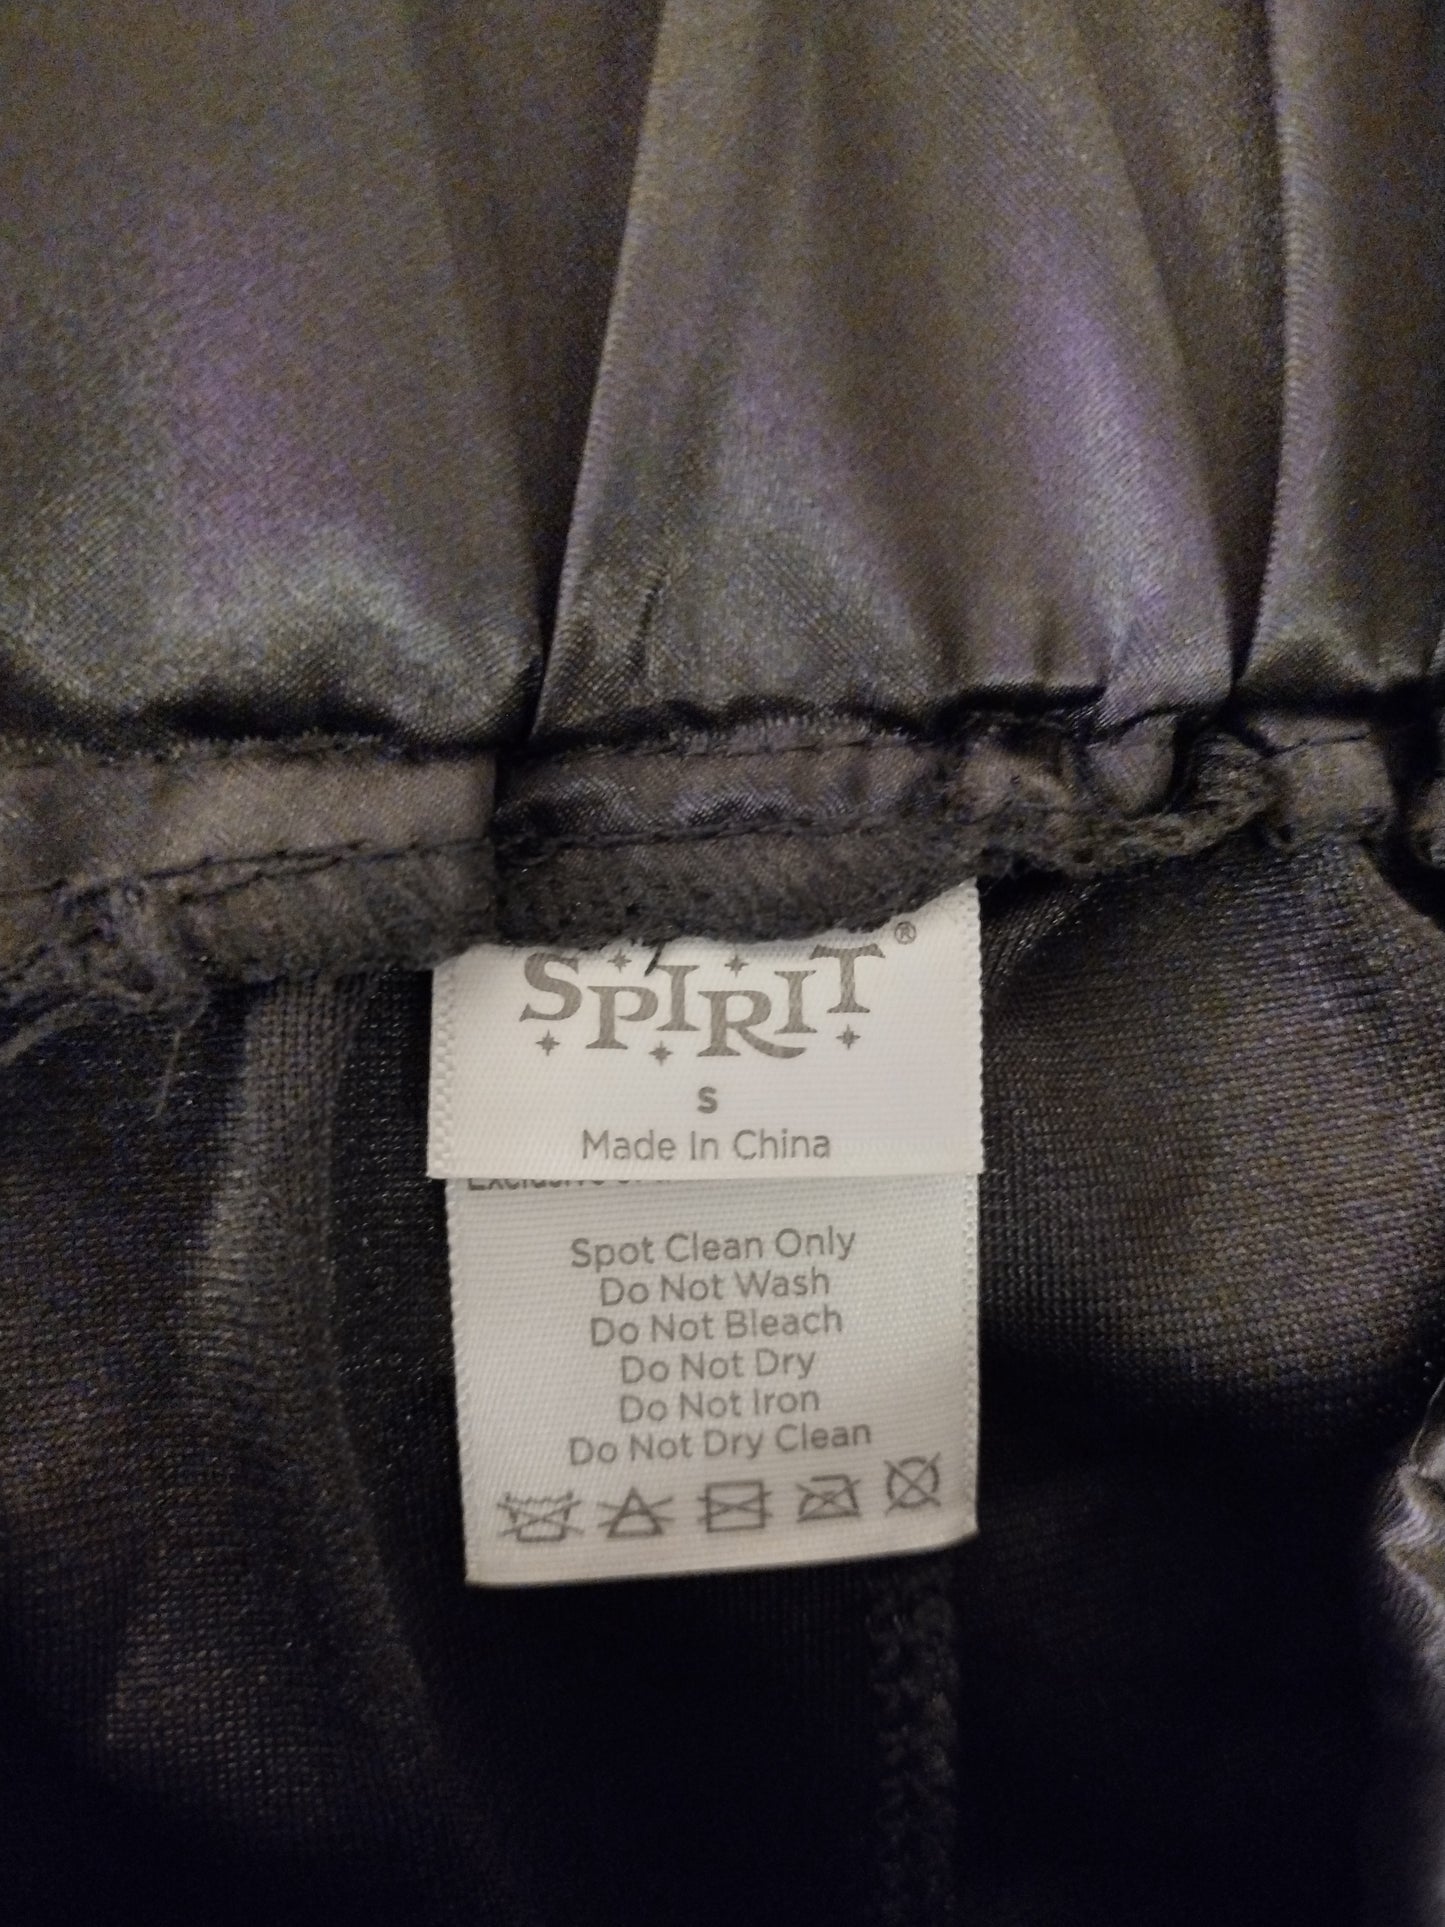 SPIRIT®
S
Made In China
Spot Clean Only
Do Not Wash
Do Not Bleach
Do Not Dry
Do Not Iron
Do Not Dry Clean